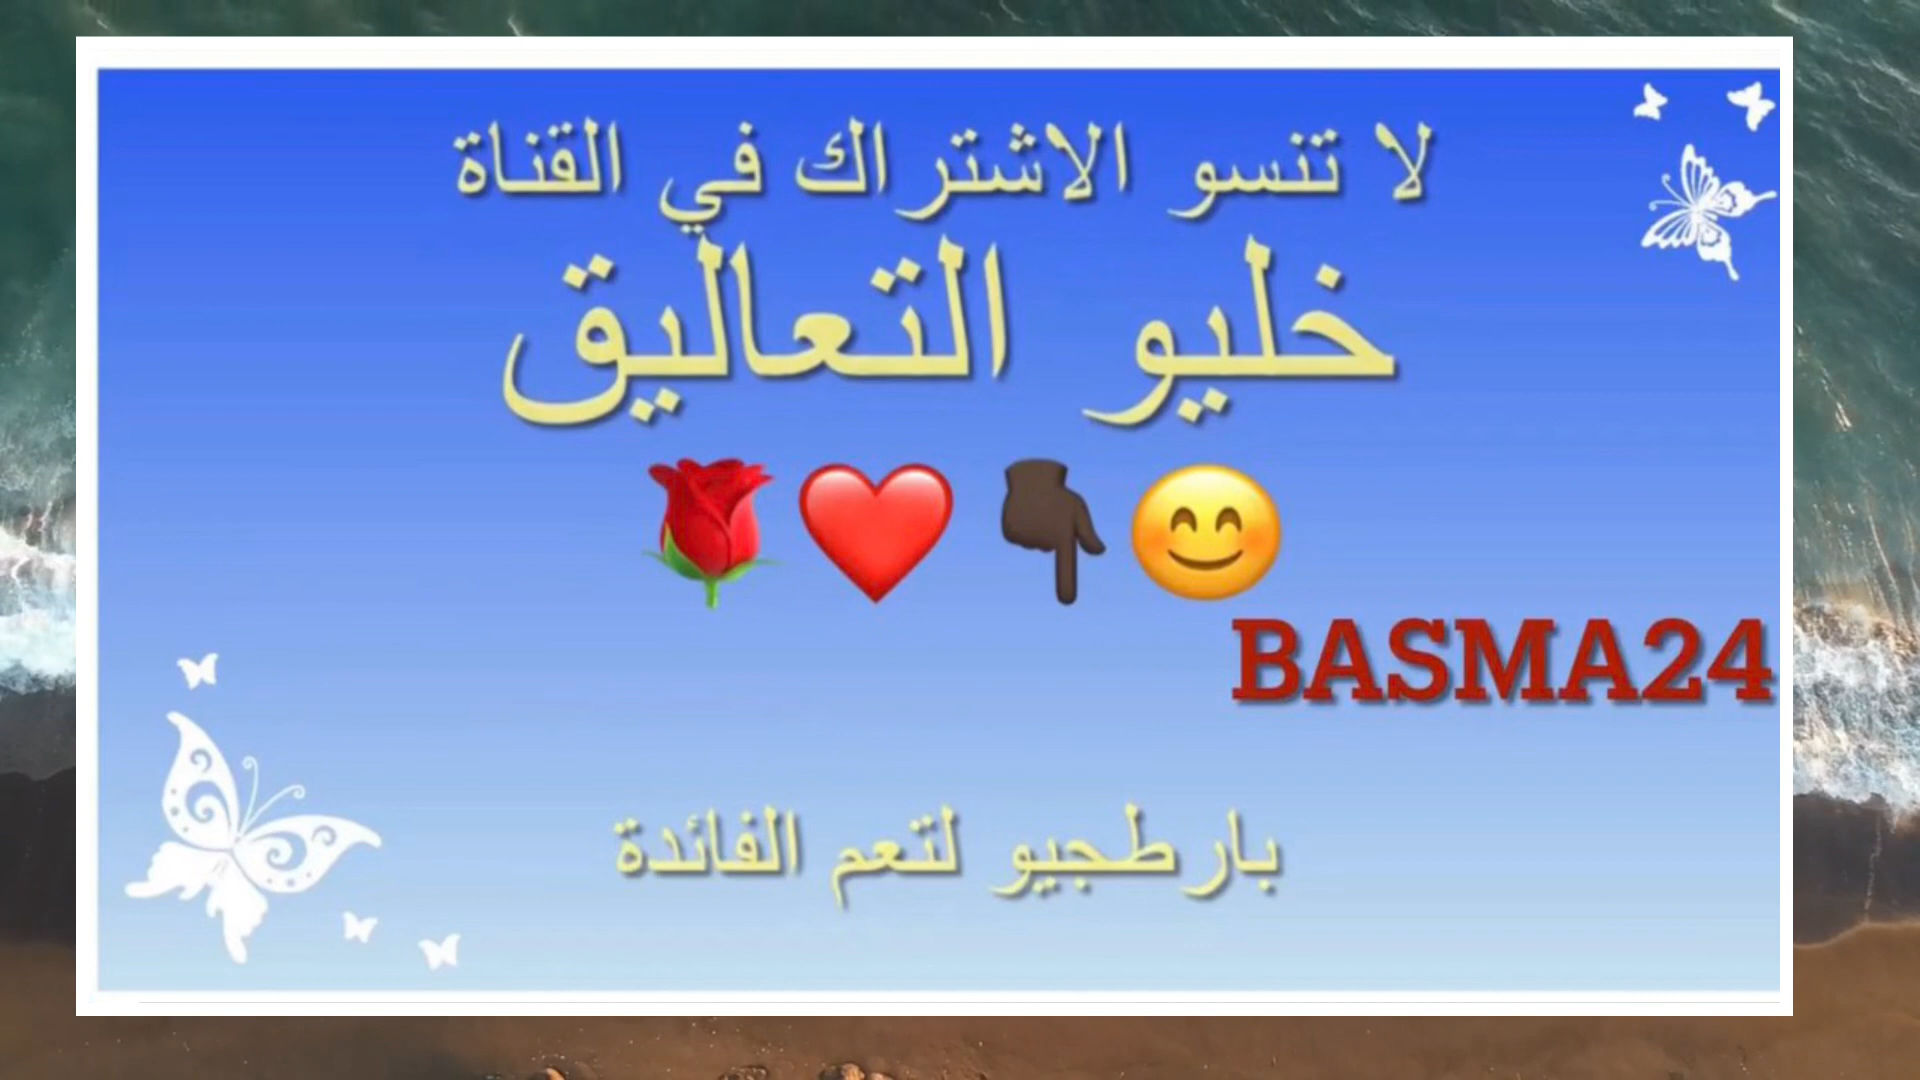 لا تنسو الاشتراك في القناة
خليو التعاليق
😊👇🏿❤️🌹
BASMA24
بارطجيو لتعم الفائدة